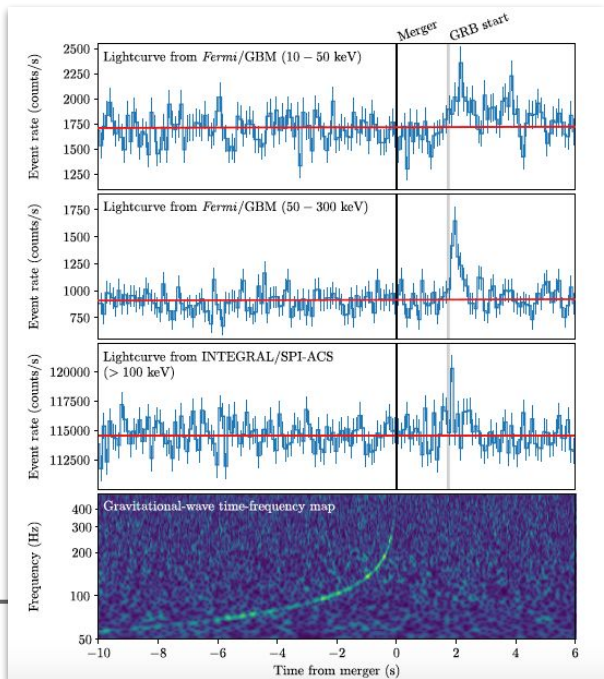 Merger
GRB start
Lightcurve from Fermi/GBM (10 − 50 keV)
Event rate (counts/s)
2500
2250
2000
1750
1500
1250
Lightcurve from Fermi/GBM (50 − 300 keV)
Event rate (counts/s)
1750
1500
1250
1000
750
Lightcurve from INTEGRAL/SPI-ACS
(> 100 keV)
Event rate (counts/s)
120000
117500
115000
112500
Gravitational-wave time-frequency map
Frequency (Hz)
400
300
200
100
50
−10 −8 −6 −4 −2 0 2 4 6
Time from merger (s)